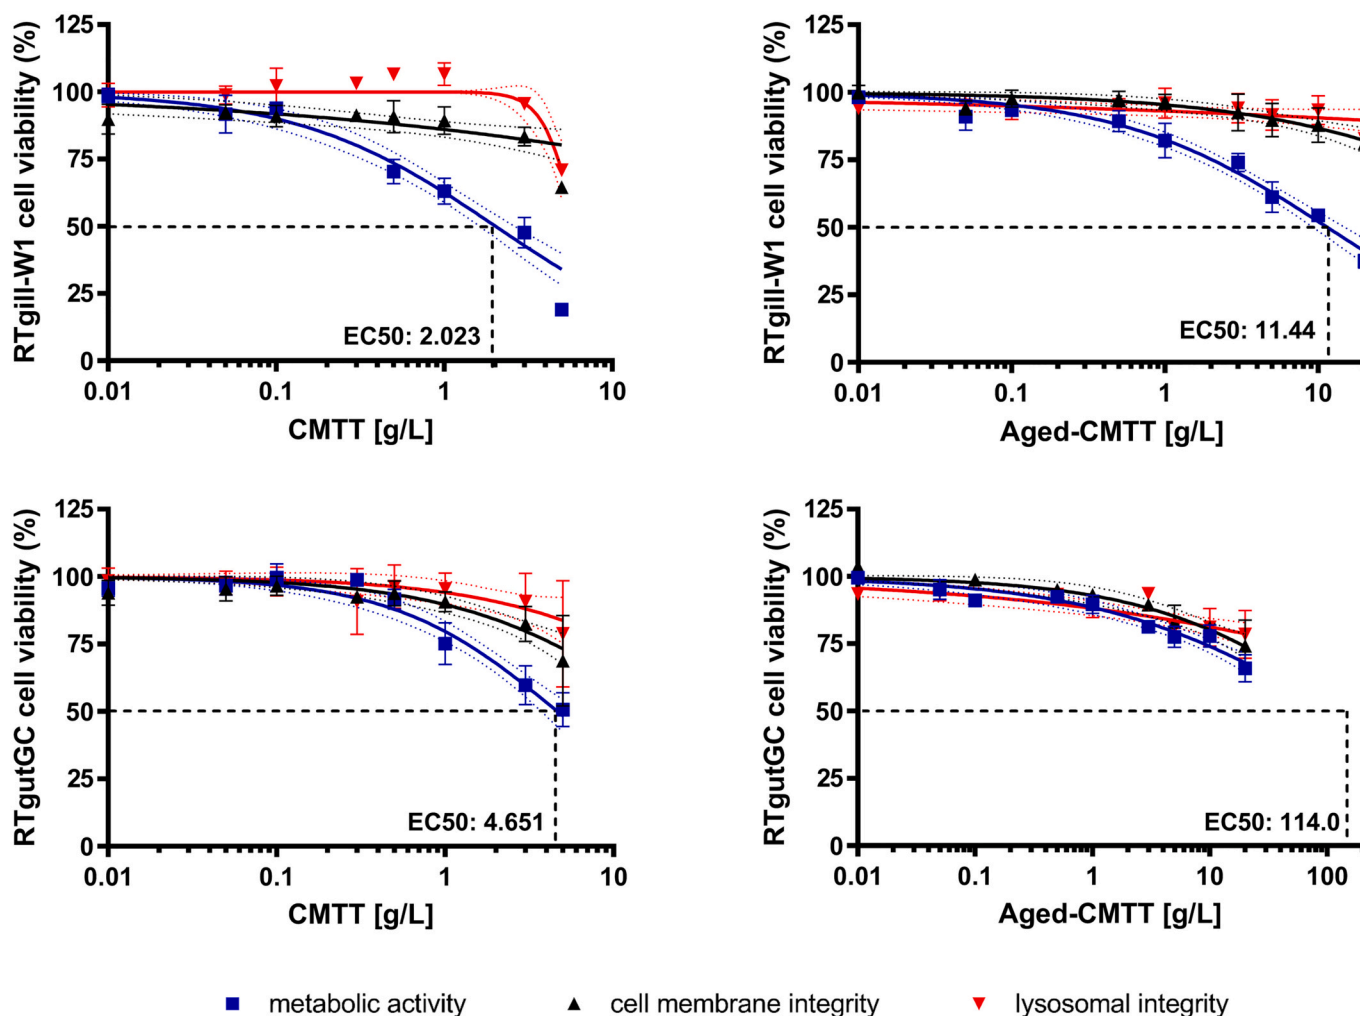 RTgill-W1 cell viability (%)
125
100
75
50
25
0
EC50: 2.023
0.01 0.1 1 10
CMTT [g/L]
RTgill-W1 cell viability (%)
125
100
75
50
25
0
EC50: 11.44
0.01 0.1 1 10
Aged-CMTT [g/L]
RTgutGC cell viability (%)
125
100
75
50
25
0
EC50: 4.651
0.01 0.1 1 10
CMTT [g/L]
RTgutGC cell viability (%)
125
100
75
50
25
0
EC50: 114.0
0.01 0.1 1 10 100
Aged-CMTT [g/L]
metabolic activity cell membrane integrity lysosomal integrity